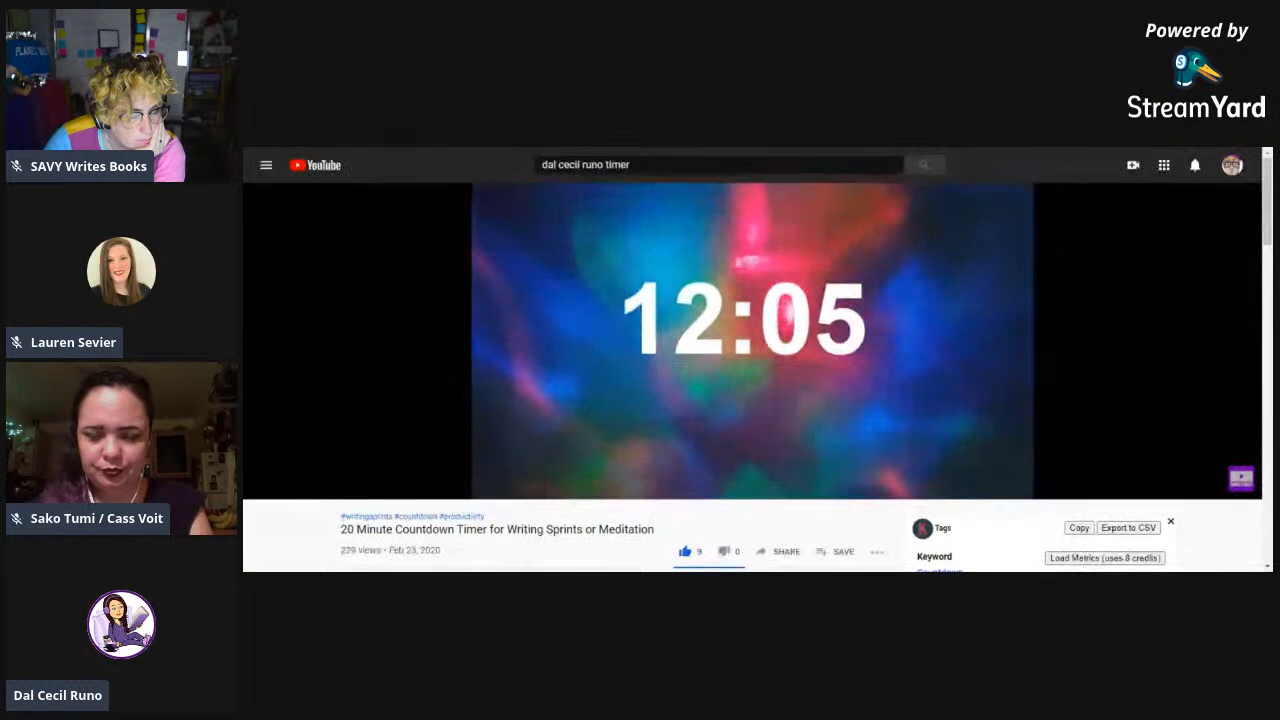 Powered by
StreamYard
SAVY Writes Books
Lauren Sevier
Sako Tumi / Cass Voit
Dal Cecil Runo
YouTube
dal cecil runo timer
12:05
#writingsprints #countdown #productivity
20 Minute Countdown Timer for Writing Sprints or Meditation
229 views • Feb 23, 2020
9
0
SHARE
SAVE
Tags
Copy
Export to CSV
Keyword
Load Metrics (uses 8 credits)